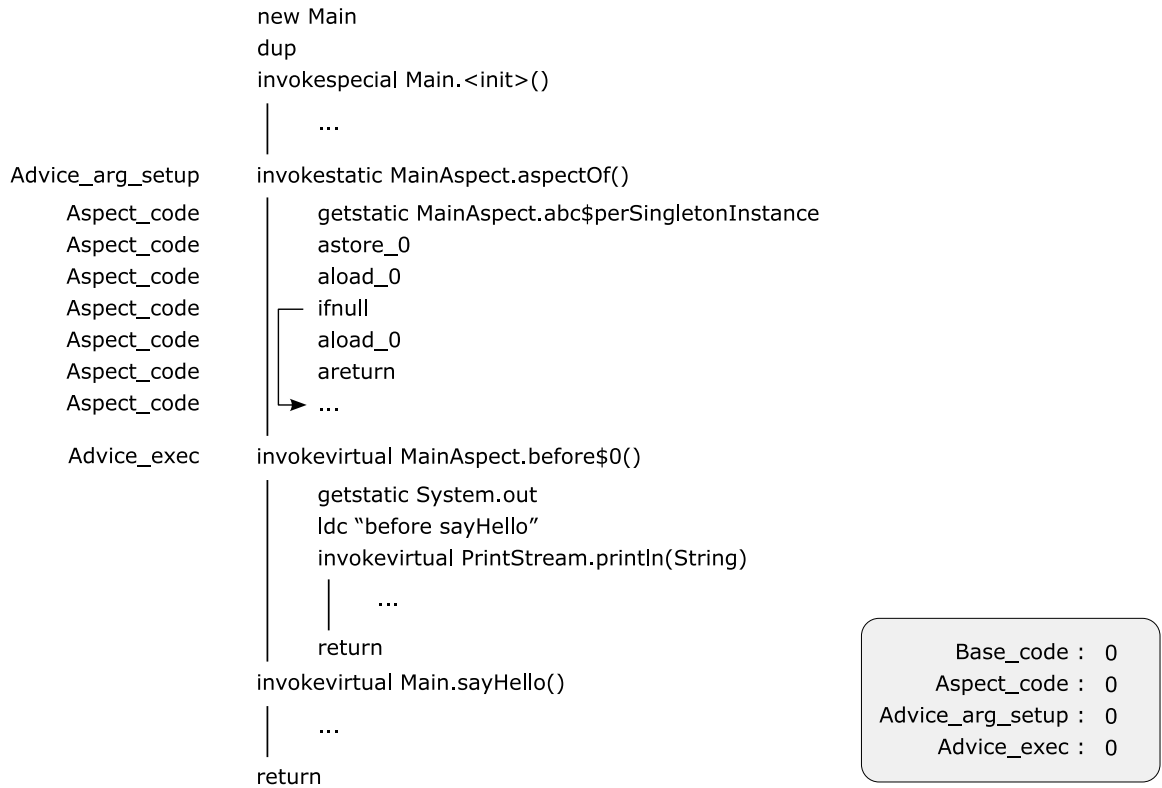 new Main
dup
invokespecial Main.<init>()
...
Advice_arg_setup invokestatic MainAspect.aspectOf()
Aspect_code getstatic MainAspect.abc$perSingletonInstance
Aspect_code astore_0
Aspect_code aload_0
Aspect_code ifnull
Aspect_code aload_0
Aspect_code areturn
Aspect_code ...
Advice_exec invokevirtual MainAspect.before$0()
getstatic System.out
ldc “before sayHello”
invokevirtual PrintStream.println(String)
...
return
invokevirtual Main.sayHello()
...
return
Base_code : 0
Aspect_code : 0
Advice_arg_setup : 0
Advice_exec : 0